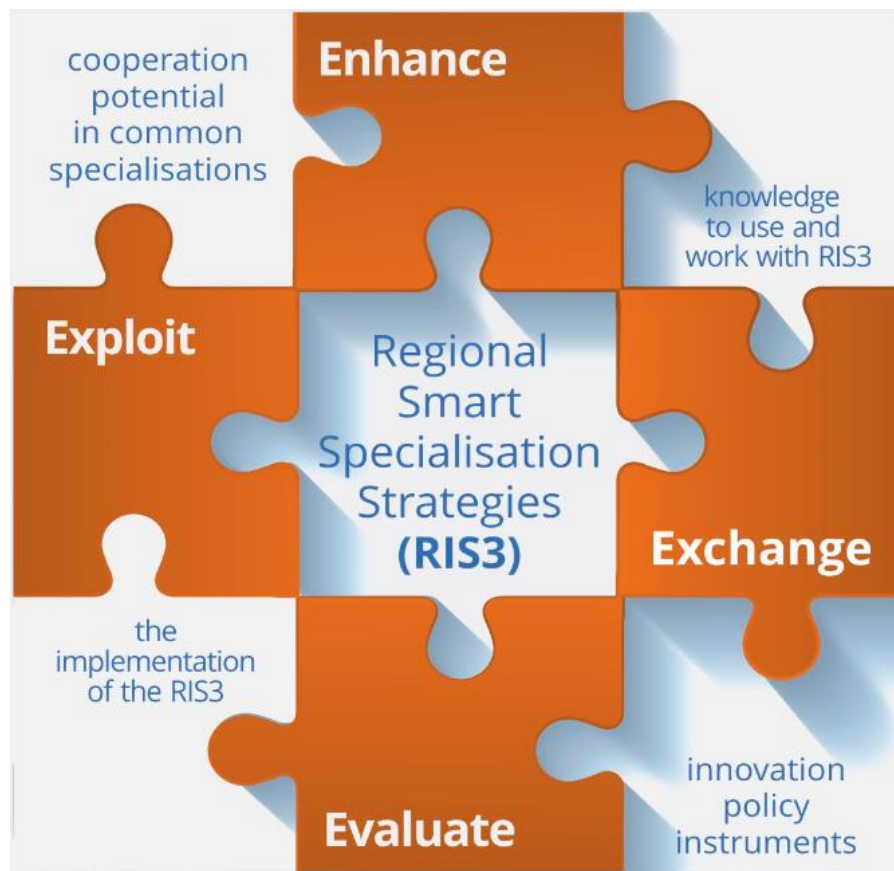 Enhance
cooperation
potential
in common
specialisations
knowledge
to use and
work with RIS3
Exploit
Regional
Smart
Specialisation
Strategies
(RIS3)
Exchange
the
implementation
of the RIS3
Evaluate
innovation
policy
instruments